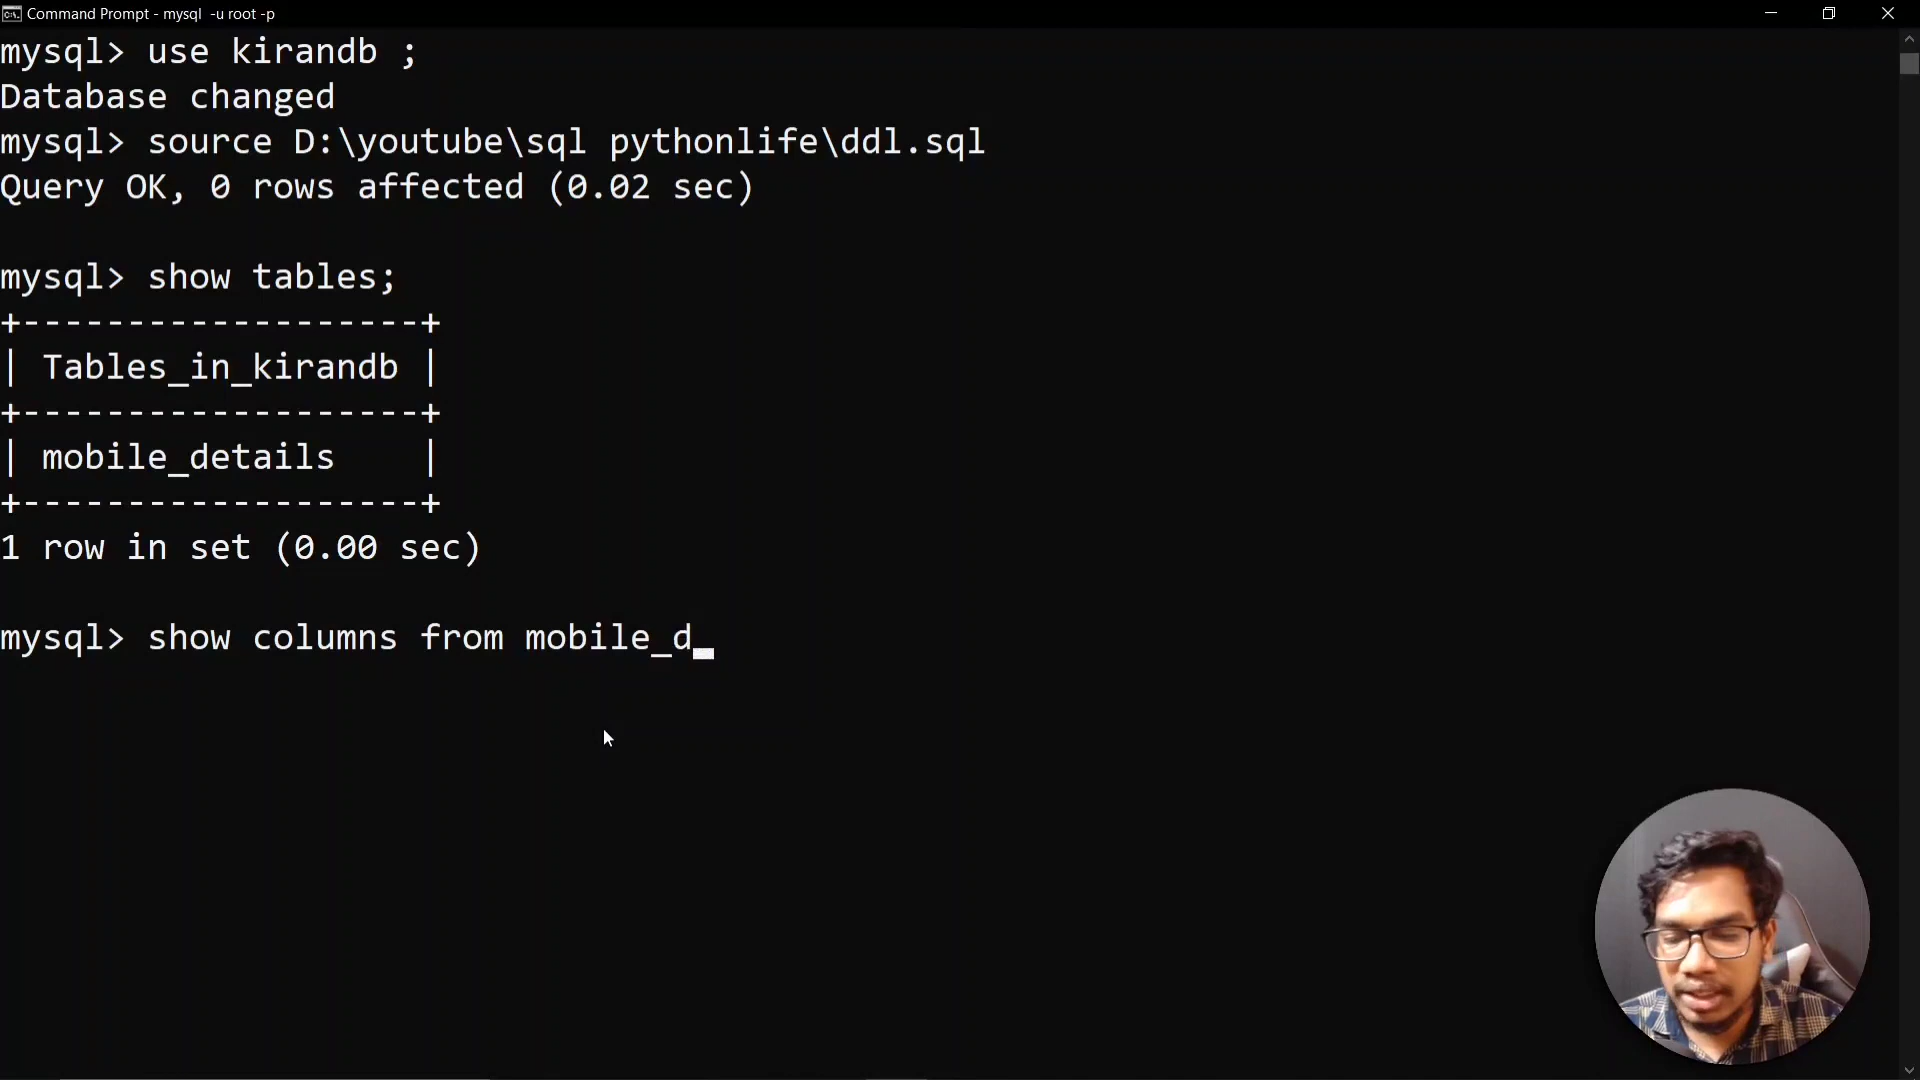 Command Prompt - mysql  -u root -p
mysql> use kirandb ;
Database changed
mysql> source D:\youtube\sql pythonlife\ddl.sql
Query OK, 0 rows affected (0.02 sec)
mysql> show tables;
+------------------+
| Tables_in_kirandb |
+------------------+
| mobile_details    |
+------------------+
1 row in set (0.00 sec)
mysql> show columns from mobile_d_